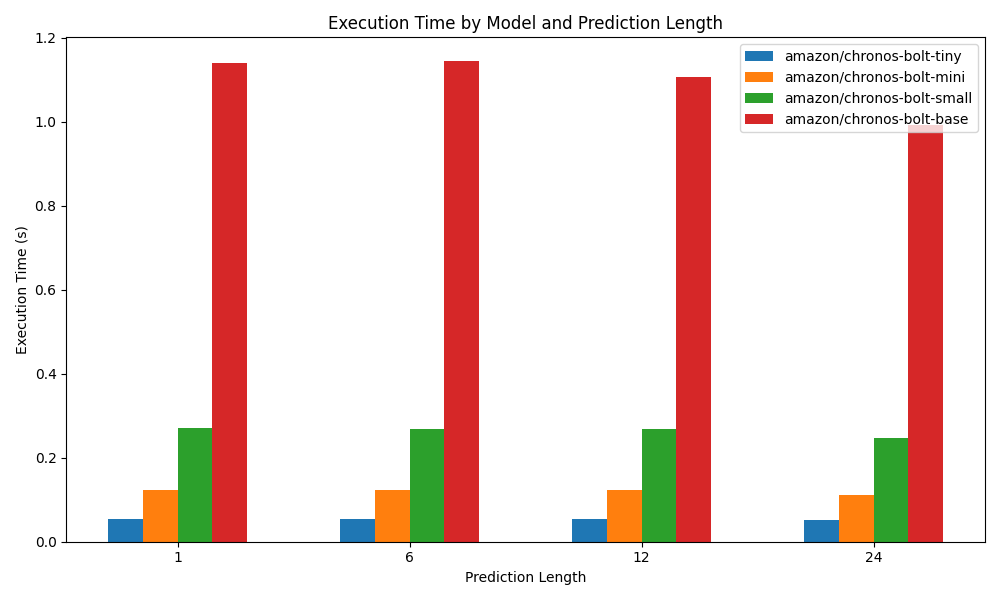 Execution Time by Model and Prediction Length
1.2
1.0
0.8
0.6
0.4
0.2
0.0
Execution Time (s)
amazon/chronos-bolt-tiny
amazon/chronos-bolt-mini
amazon/chronos-bolt-small
amazon/chronos-bolt-base
1 6 12 24
Prediction Length